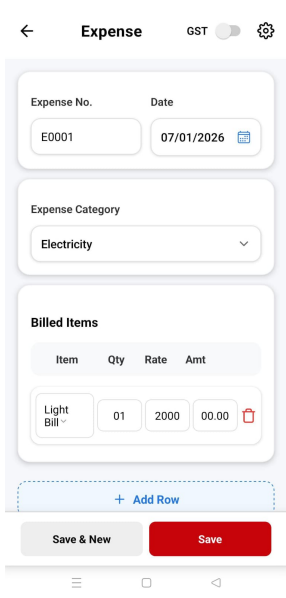 Expense GST
Expense No. Date
E0001 07/01/2026
Expense Category
Electricity
Billed Items
Item Qty Rate Amt
Light
Bill 01 2000 00.00
+ Add Row
Save & New Save